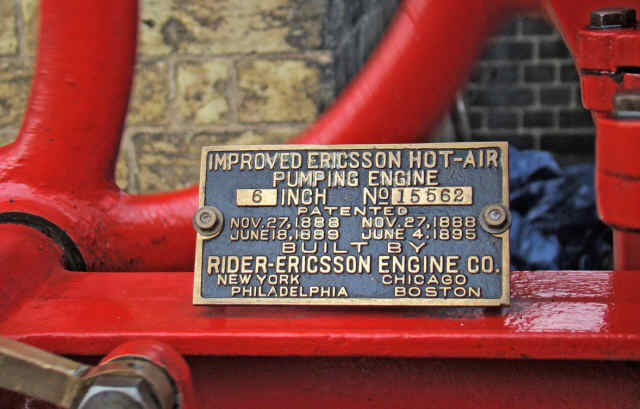 IMPROVED ERICSSON HOT-AIR
PUMPING ENGINE
6 INCH No 15562
PATENTED
NOV. 27, 1888 NOV. 27, 1888
JUNE 18, 1889 JUNE 4, 1895
BUILT BY
RIDER-ERICSSON ENGINE CO.
NEW YORK CHICAGO
PHILADELPHIA BOSTON